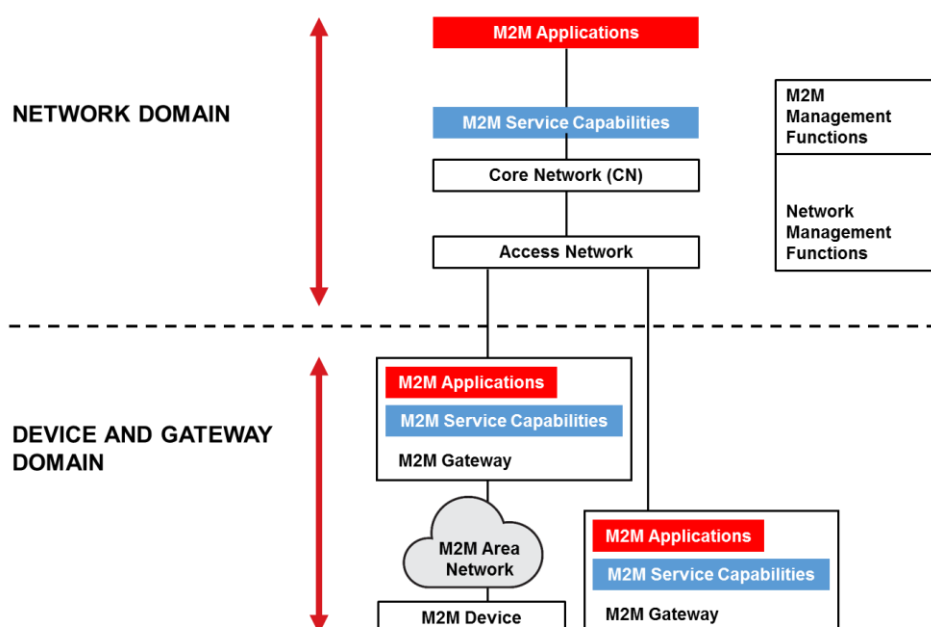 M2M Applications
NETWORK DOMAIN
M2M Service Capabilities
Core Network (CN)
Access Network
M2M
Management
Functions
Network
Management
Functions
DEVICE AND GATEWAY
DOMAIN
M2M Applications
M2M Service Capabilities
M2M Gateway
M2M Area
Network
M2M Device
M2M Applications
M2M Service Capabilities
M2M Gateway